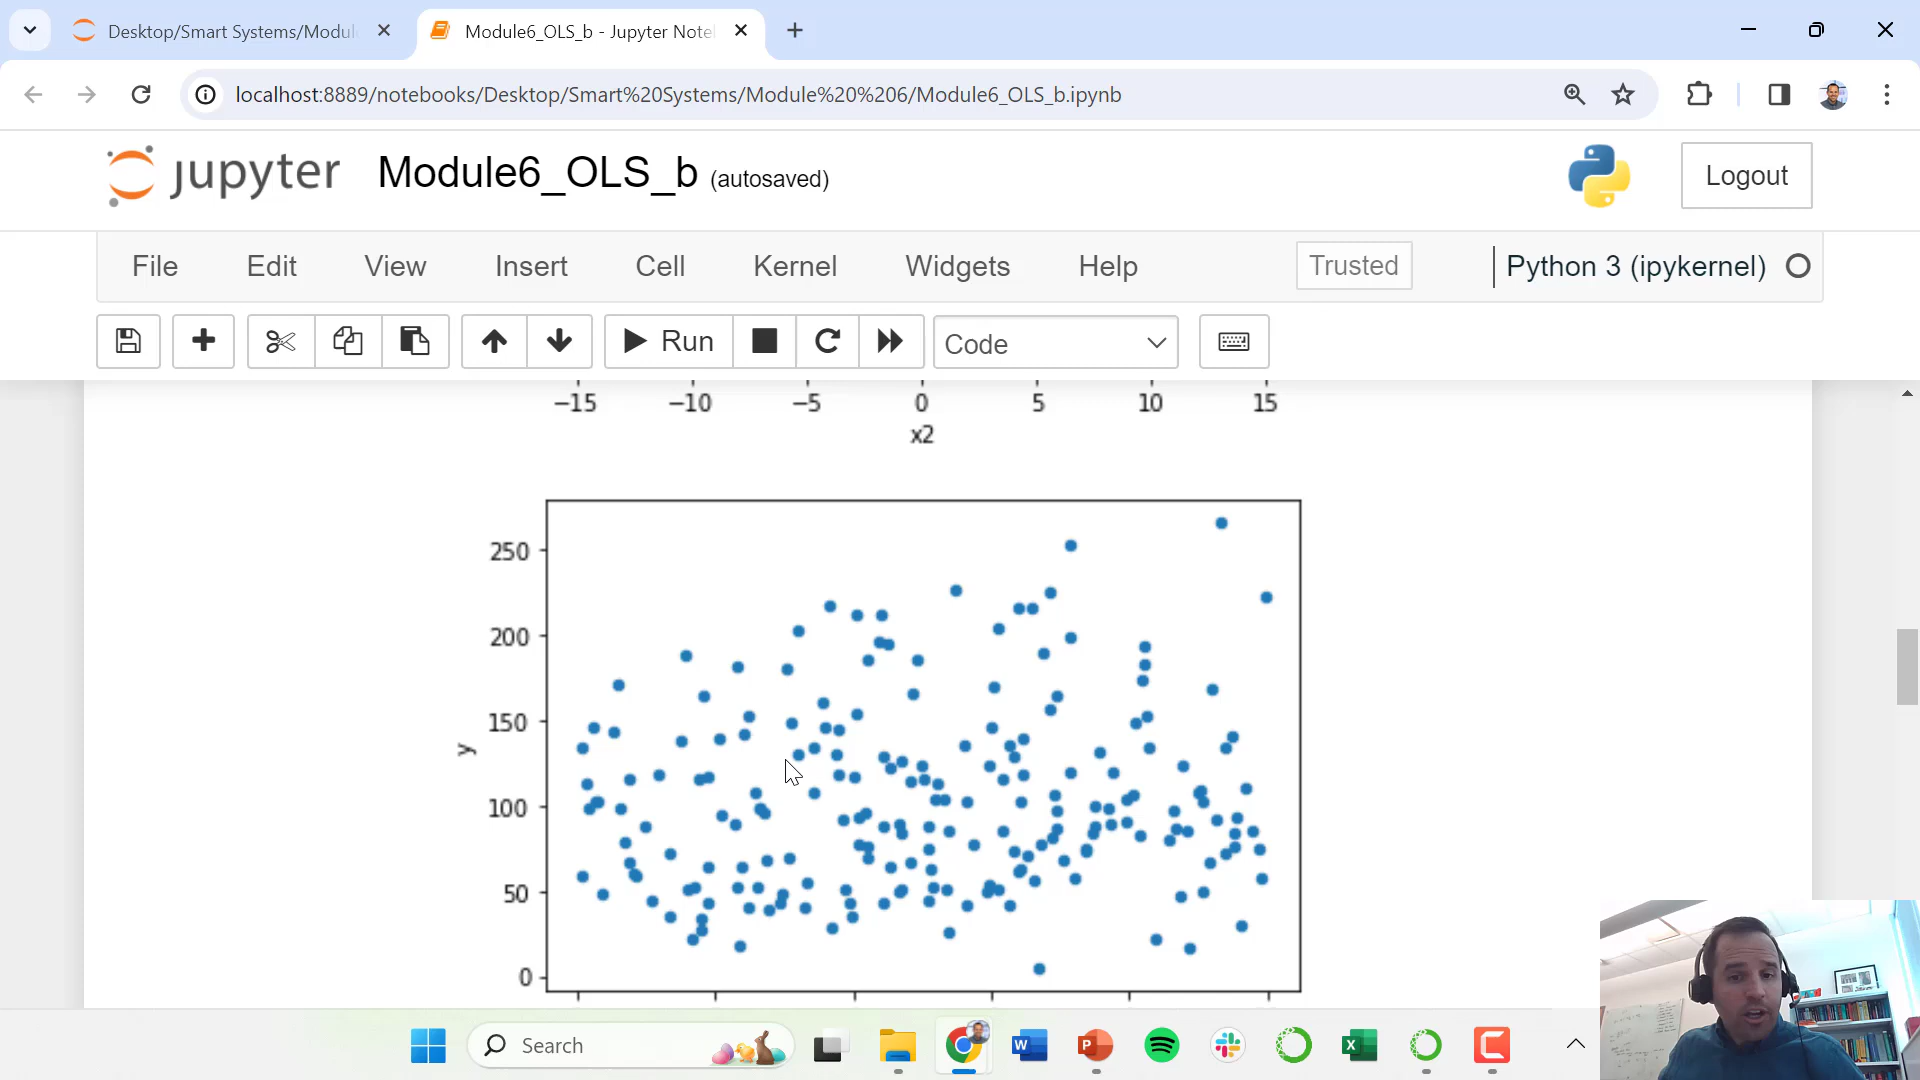 Desktop/Smart Systems/Modul
Module6_OLS_b - Jupyter Note
localhost:8889/notebooks/Desktop/Smart%20Systems/Module%20%206/Module6_OLS_b.ipynb
jupyter Module6_OLS_b (autosaved)
Logout
File Edit View Insert Cell Kernel Widgets Help Trusted Python 3 (ipykernel)
Run Code
−15 −10 −5 0 5 10 15
x2
250
200
150
y
100
50
0
Search